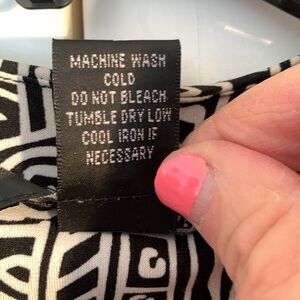 MACHINE WASH
COLD
DO NOT BLEACH
TUMBLE DRY LOW
COOL IRON IF
NECESSARY